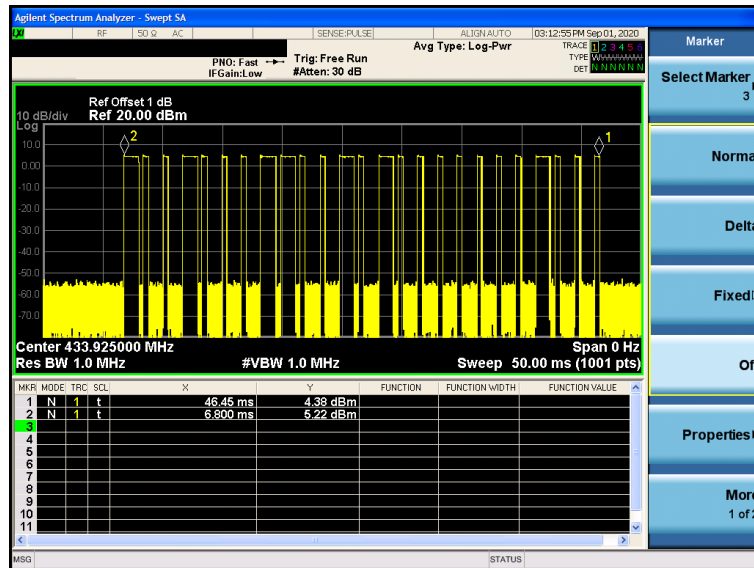 Agilent Spectrum Analyzer - Swept SA
LXI RF 50 Ω AC SENSE:PULSE ALIGN AUTO 03:12:55 PM Sep 01, 2020
Avg Type: Log-Pwr TRACE 1 2 3 4 5 6
PNO: Fast Trig: Free Run TYPE
IFGain:Low #Atten: 30 dB DET N N N N N N
Ref Offset 1 dB
10 dB/div Ref 20.00 dBm
Log
2 1
10.0
0.00
-10.0
-20.0
-30.0
-40.0
-50.0
-60.0
-70.0
Center 433.925000 MHz Span 0 Hz
Res BW 1.0 MHz #VBW 1.0 MHz Sweep 50.00 ms (1001 pts)
MKR MODE TRC SCL X Y FUNCTION FUNCTION WIDTH FUNCTION VALUE
1 N 1 t 46.45 ms 4.38 dBm
2 N 1 t 6.800 ms 5.22 dBm
3
4
5
6
7
8
9
10
11
MSG STATUS
Marker
Select Marker
3
Norma
Delta
Fixed
Of
Properties
More
1 of 2